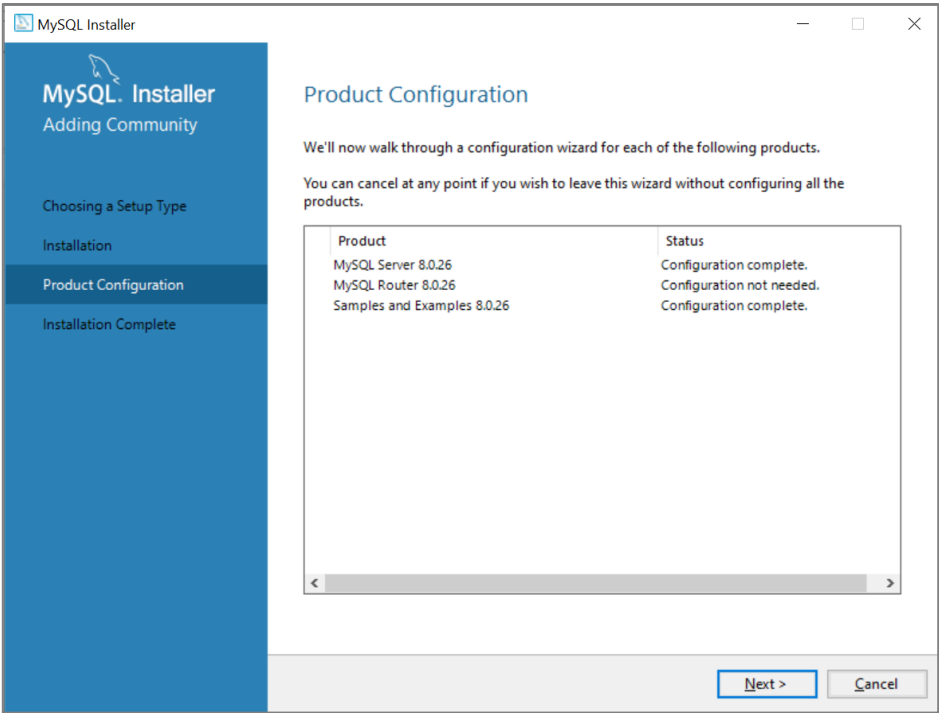 MySQL Installer
MySQL. Installer
Adding Community
Choosing a Setup Type
Installation
Product Configuration
Installation Complete
Product Configuration
We'll now walk through a configuration wizard for each of the following products.
You can cancel at any point if you wish to leave this wizard without configuring all the
products.
Product Status
MySQL Server 8.0.26 Configuration complete.
MySQL Router 8.0.26 Configuration not needed.
Samples and Examples 8.0.26 Configuration complete.
Next > Cancel